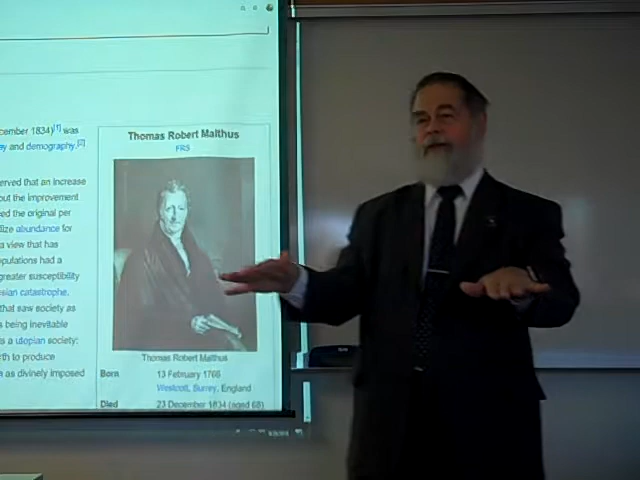 cember 1834)[1] was
and demography.[2]
erved that an increase
out the improvement
ed the original per
abundance for
a view that has
opulations had a
greater susceptibility
sian catastrophe.
that saw society as
s being inevitable
s a utopian society:
th to produce
as divinely imposed
Thomas Robert Malthus
FRS
Thomas Robert Malthus
Born 13 February 1766
Westcott, Surrey, England
Died 23 December 1834 (aged 68)